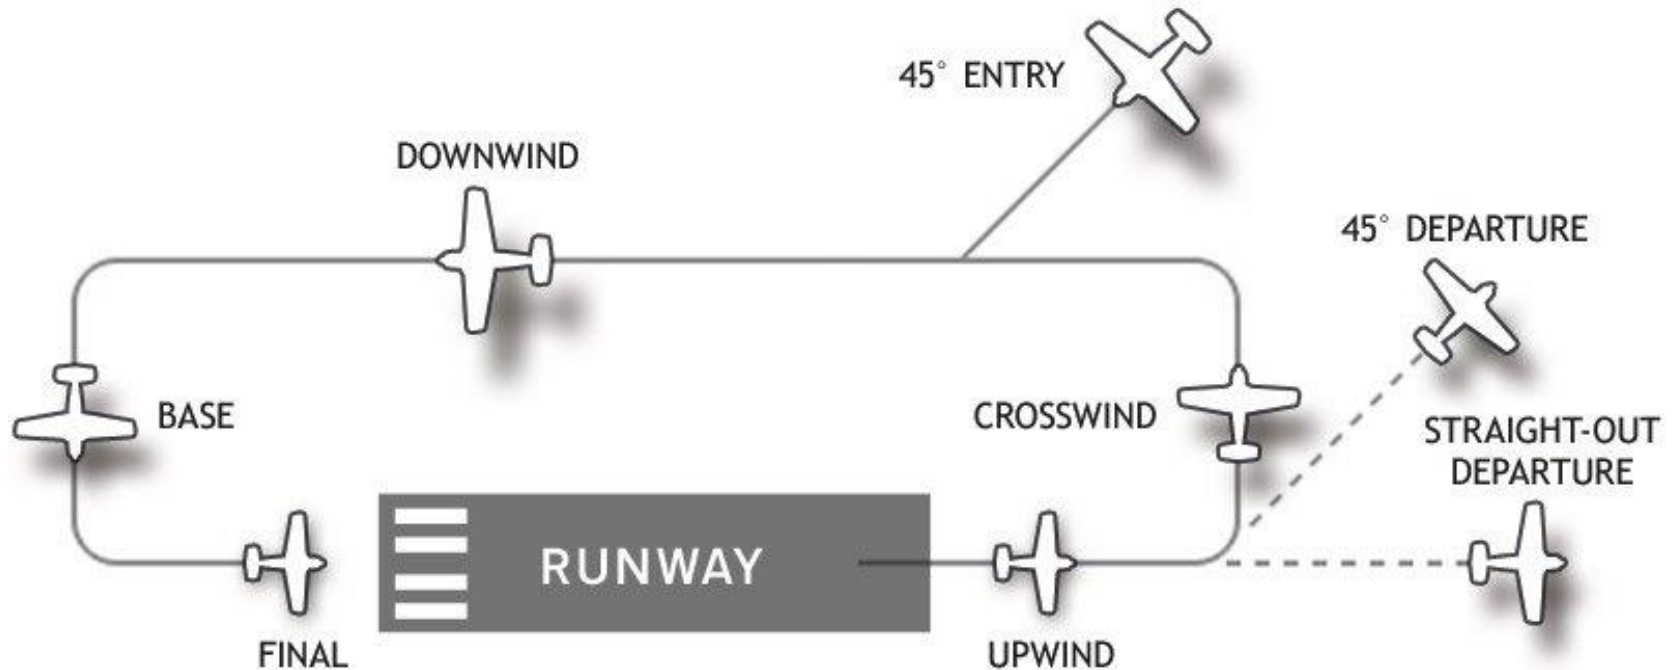 45° ENTRY
DOWNWIND
45° DEPARTURE
BASE
CROSSWIND
STRAIGHT-OUT
DEPARTURE
RUNWAY
FINAL
UPWIND